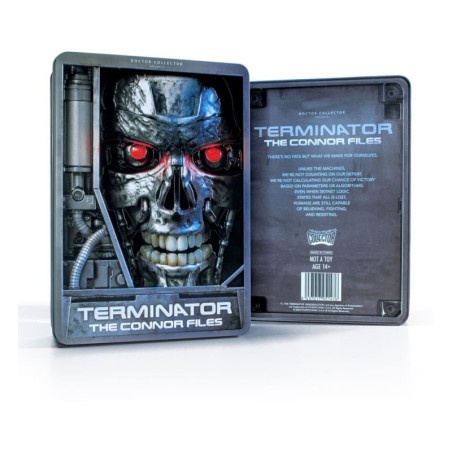 DOCTOR COLLECTOR
TERMINATOR
THE CONNOR FILES
DOCTOR COLLECTOR
TERMINATOR
THE CONNOR FILES
THERE'S NO FATE BUT WHAT WE MAKE FOR OURSELVES.
UNLIKE THE MACHINES,
WE'RE NOT COUNTING ON OUR DEFEAT.
WE'RE NOT CALCULATING OUR CHANCE OF VICTORY
BASED ON PARAMETERS OR ALGORITHMS.
EVEN WHEN LOGIC
STATES THAT ALL IS LOST,
HUMANS ARE STILL CAPABLE
OF BELIEVING, FIGHTING,
AND RESISTING.
DOCTOR
COLLECTOR
NOT A TOY
AGE 14+